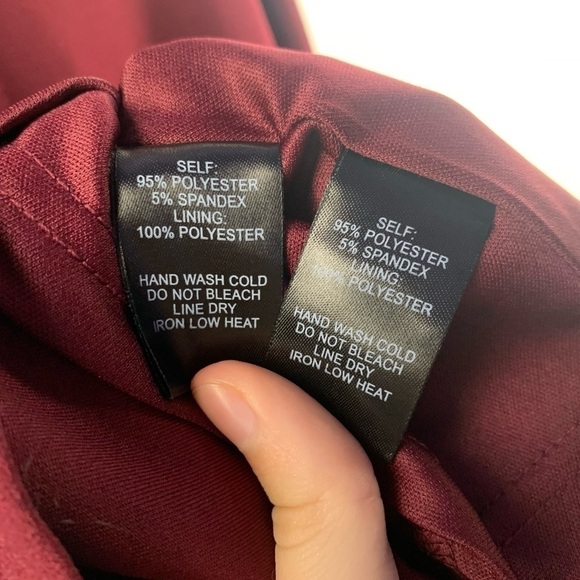 SELF:
95% POLYESTER
5% SPANDEX
LINING:
100% POLYESTER
HAND WASH COLD
DO NOT BLEACH
LINE DRY
IRON LOW HEAT
SELF:
95% POLYESTER
5% SPANDEX
LINING:
100% POLYESTER
HAND WASH COLD
DO NOT BLEACH
LINE DRY
IRON LOW HEAT